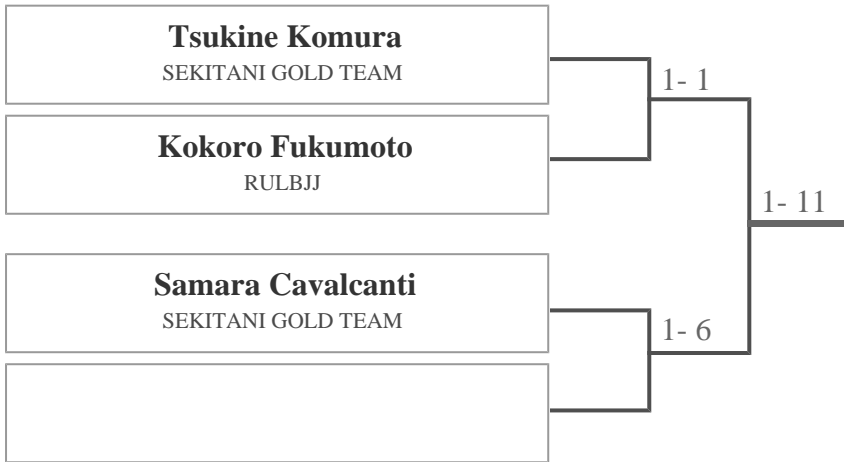 Tsukine Komura
SEKITANI GOLD TEAM
1- 1
Kokoro Fukumoto
RULBJJ
1- 11
Samara Cavalcanti
SEKITANI GOLD TEAM
1- 6